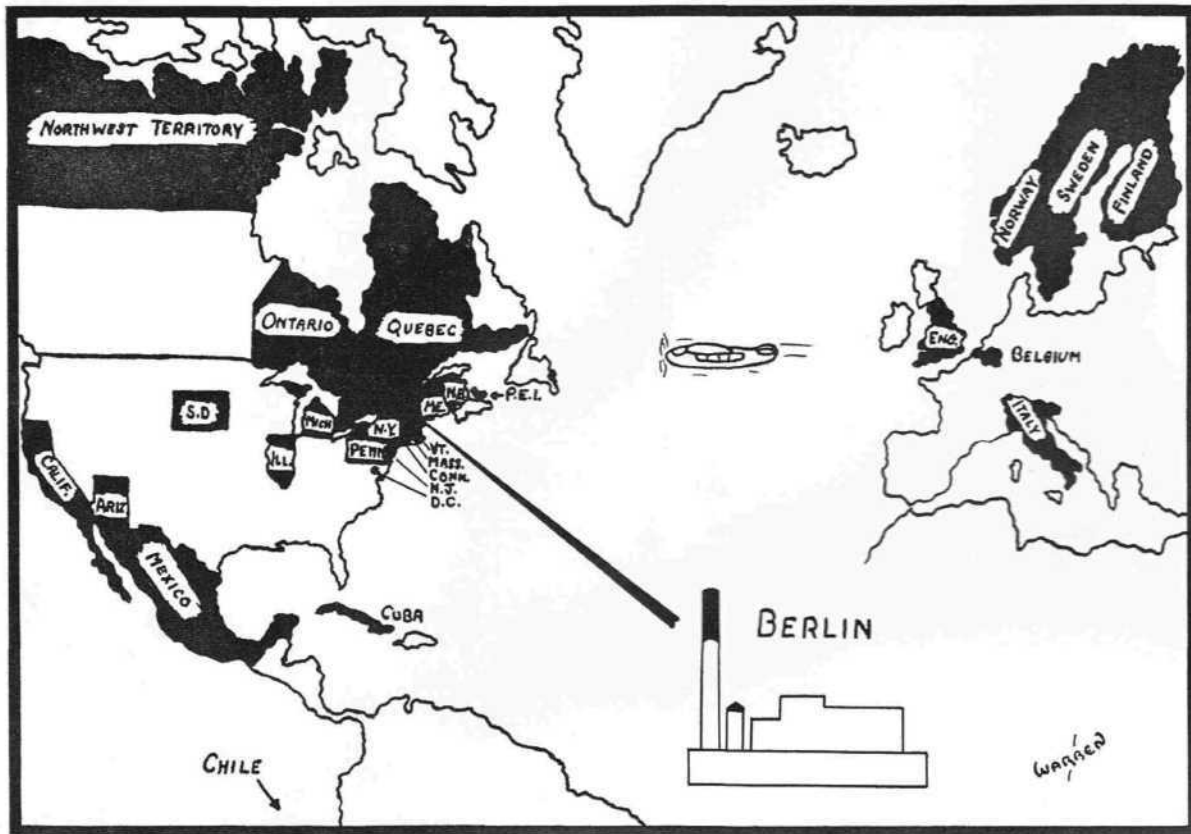 NORTHWEST TERRITORY
NORWAY
SWEDEN
FINLAND
ONTARIO
QUEBEC
ENG.
BELGIUM
S.D
MICH
N.Y.
ME.
N.B
P.E.I.
ITALY
CALIF.
ARIZ
ILL.
PENN
VT.
MASS.
CONN.
N.J.
D.C.
MEXICO
CUBA
BERLIN
CHILE
WARREN